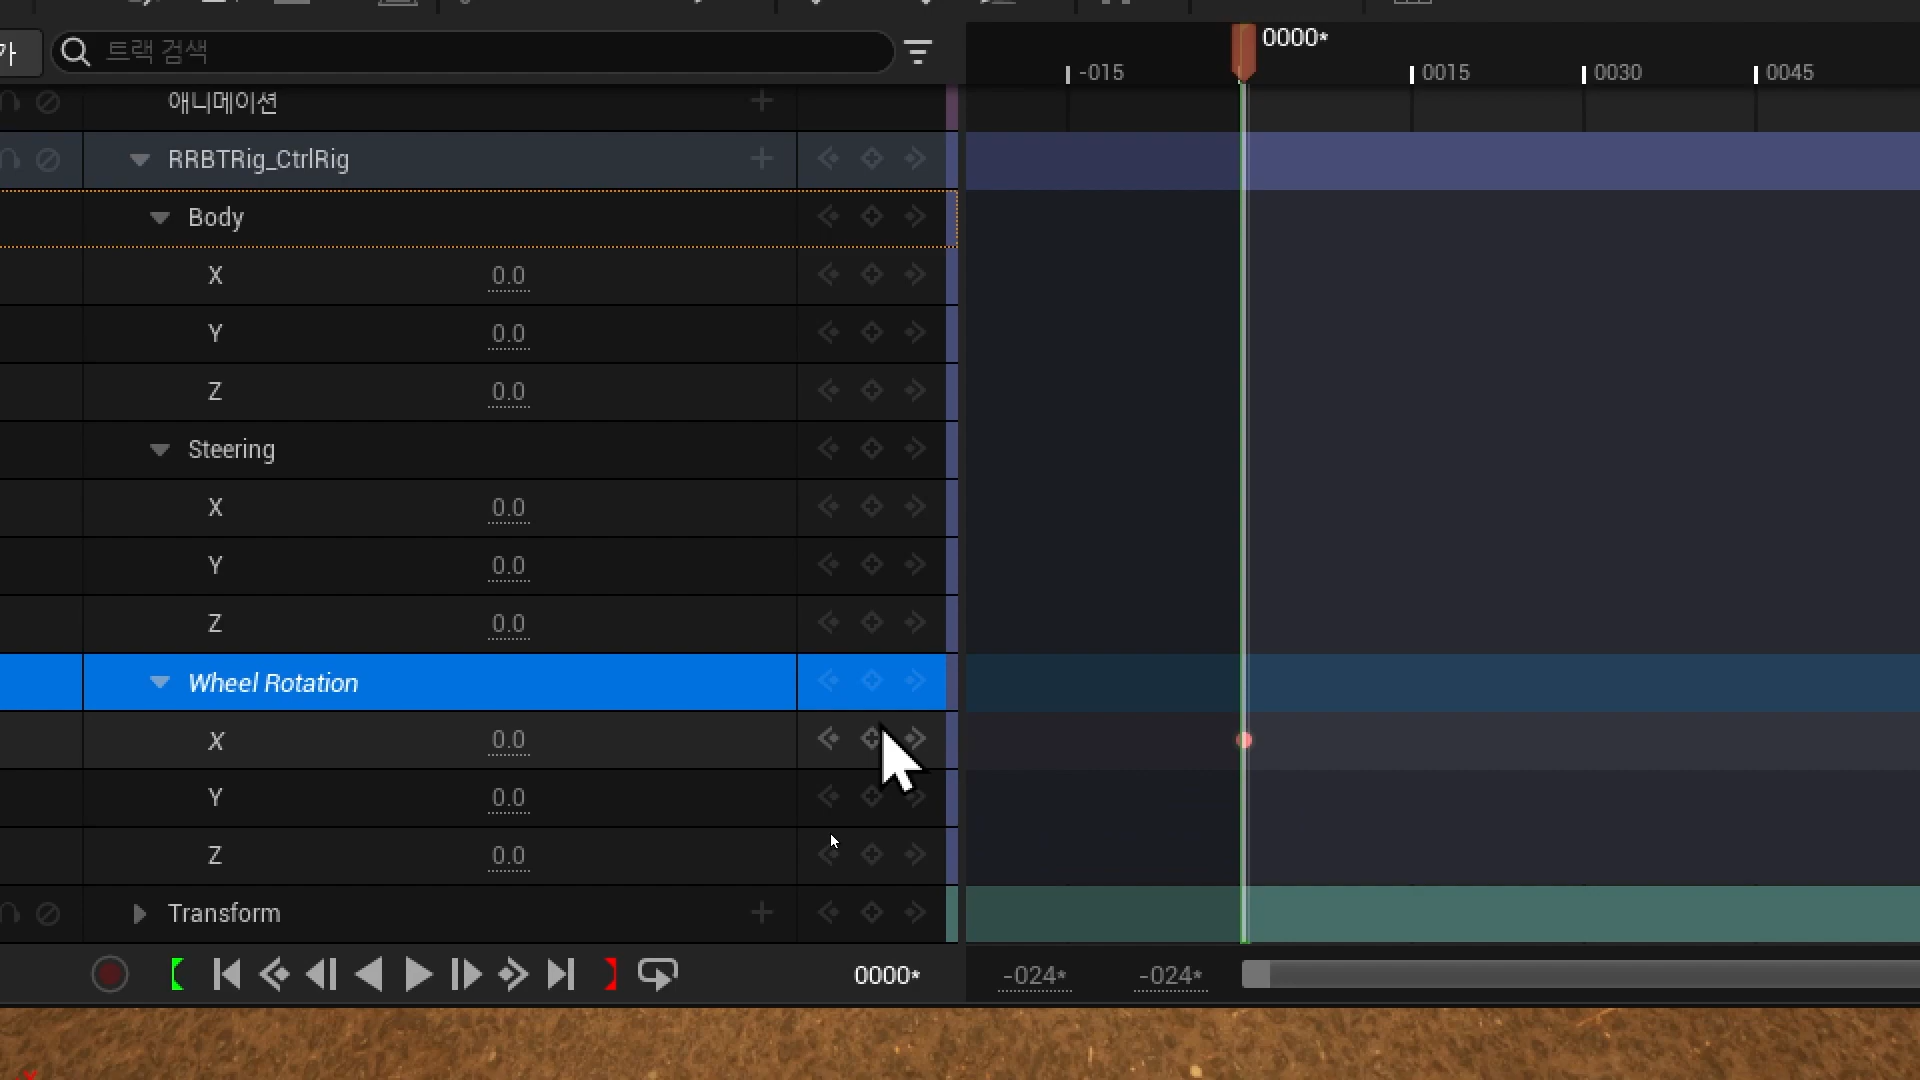 가
트랙 검색
0000*
-015
0015
0030
0045
애니메이션
RRBTRig_CtrlRig
Body
X 0.0
Y 0.0
Z 0.0
Steering
X 0.0
Y 0.0
Z 0.0
Wheel Rotation
X 0.0
Y 0.0
Z 0.0
Transform
0000*
-024*
-024*